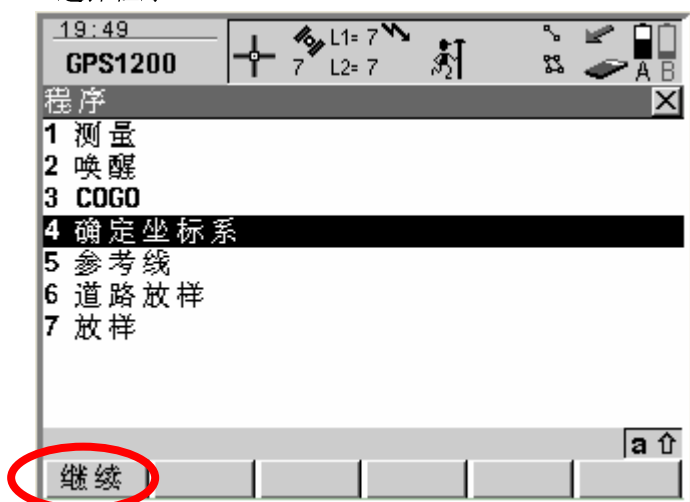 19:49
GPS1200
L1= 7
7 L2= 7
A B
程序
1 测量
2 唤醒
3 COGO
4 确定坐标系
5 参考线
6 道路放样
7 放样
a
继续